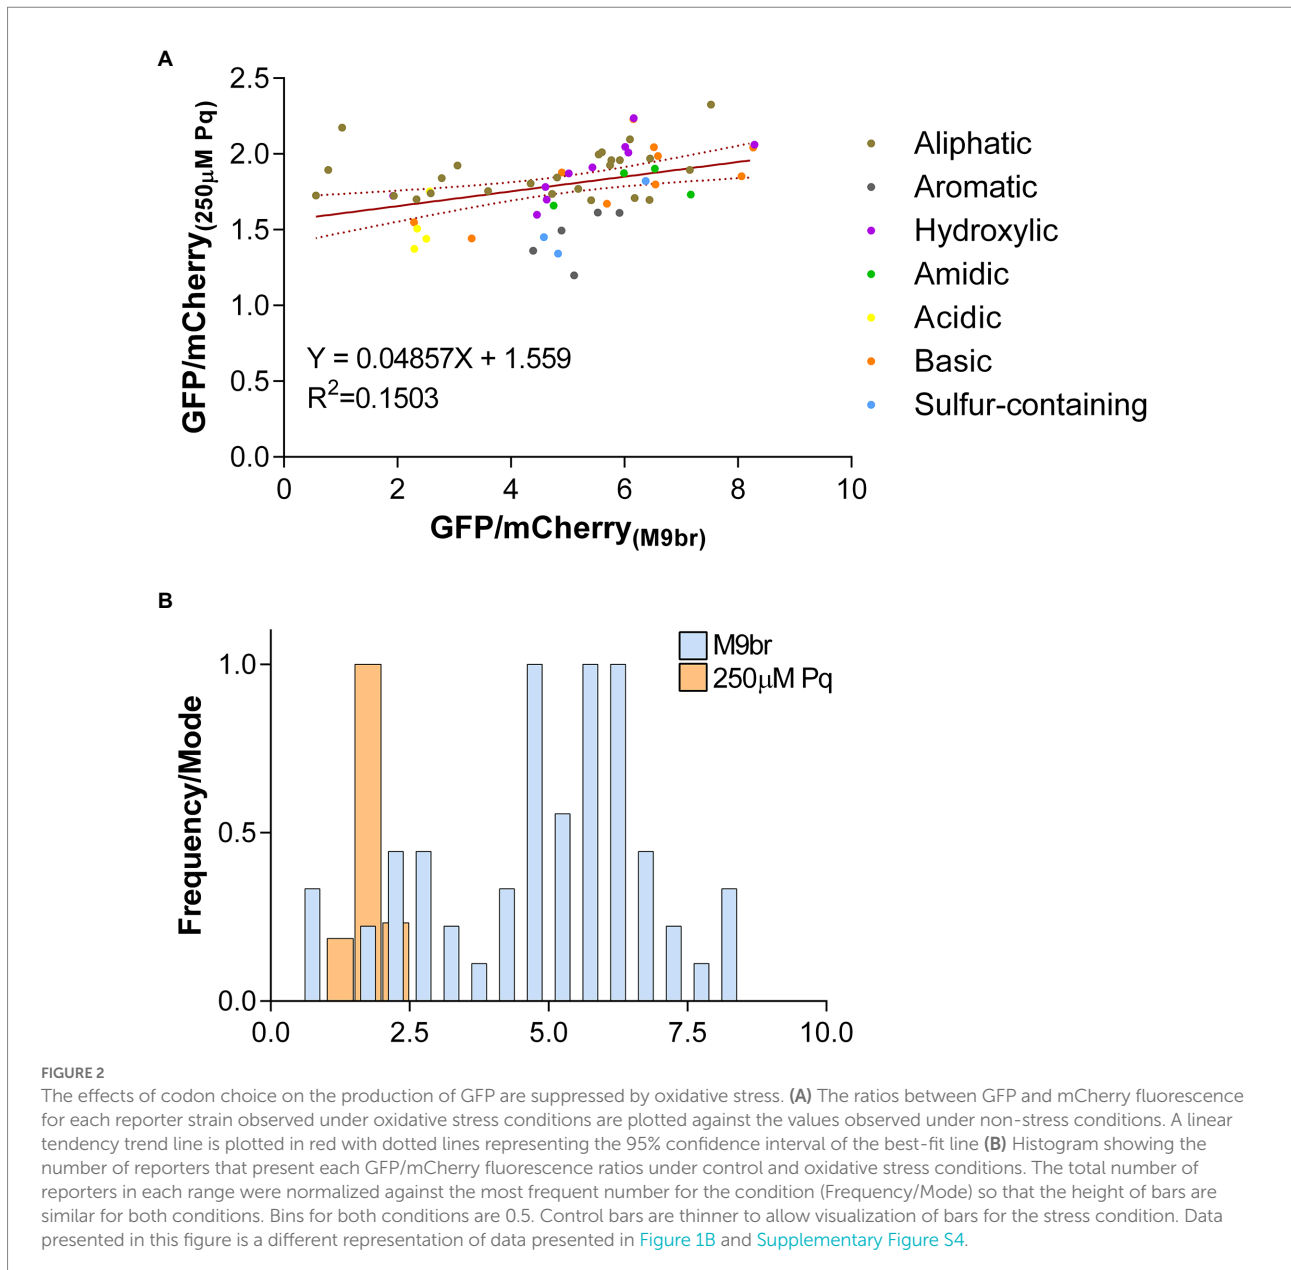 A
2.5
2.0
1.5
1.0
0.5
0.0
GFP/mCherry(250μM Pq)
Y = 0.04857X + 1.559
R2=0.1503
0 2 4 6 8 10
GFP/mCherry(M9br)
Aliphatic
Aromatic
Hydroxylic
Amidic
Acidic
Basic
Sulfur-containing
B
M9br
250μM Pq
1.0
0.5
0.0
Frequency/Mode
0.0 2.5 5.0 7.5 10.0
FIGURE 2
The effects of codon choice on the production of GFP are suppressed by oxidative stress. (A) The ratios between GFP and mCherry fluorescence
for each reporter strain observed under oxidative stress conditions are plotted against the values observed under non-stress conditions. A linear
tendency trend line is plotted in red with dotted lines representing the 95% confidence interval of the best-fit line (B) Histogram showing the
number of reporters that present each GFP/mCherry fluorescence ratios under control and oxidative stress conditions. The total number of
reporters in each range were normalized against the most frequent number for the condition (Frequency/Mode) so that the height of bars are
similar for both conditions. Bins for both conditions are 0.5. Control bars are thinner to allow visualization of bars for the stress condition. Data
presented in this figure is a different representation of data presented in Figure 1B and Supplementary Figure S4.